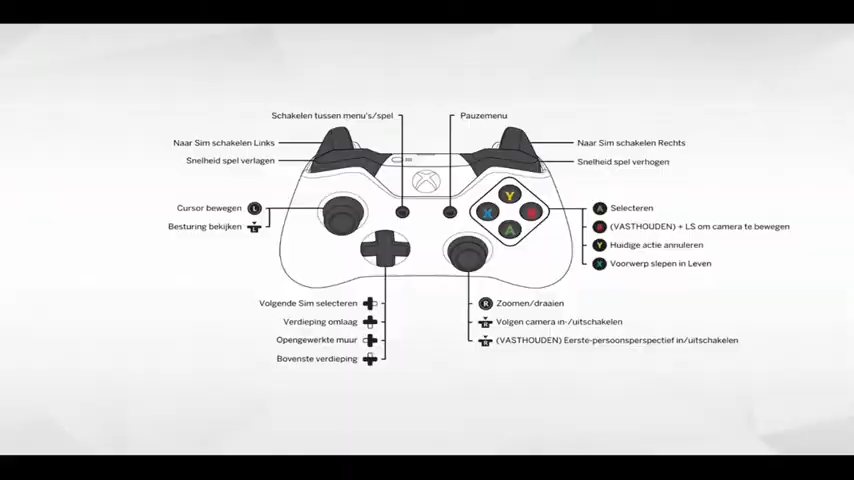 Schakelen tussen menu's/spel
Pauzemenu
Naar Sim schakelen Links
Naar Sim schakelen Rechts
Snelheid spel verlagen
Snelheid spel verhogen
Y
X
B
A
Cursor bewegen L
A Selecteren
Besturing bekijken L
B (VASTHOUDEN) + LS om camera te bewegen
Y Huidige actie annuleren
X Voorwerp slepen in Leven
Volgende Sim selecteren
R Zoomen/draaien
Verdieping omlaag
R Volgen camera in-/uitschakelen
Opengewerkte muur
R (VASTHOUDEN) Eerste-persoonsperspectief in/uitschakelen
Bovenste verdieping